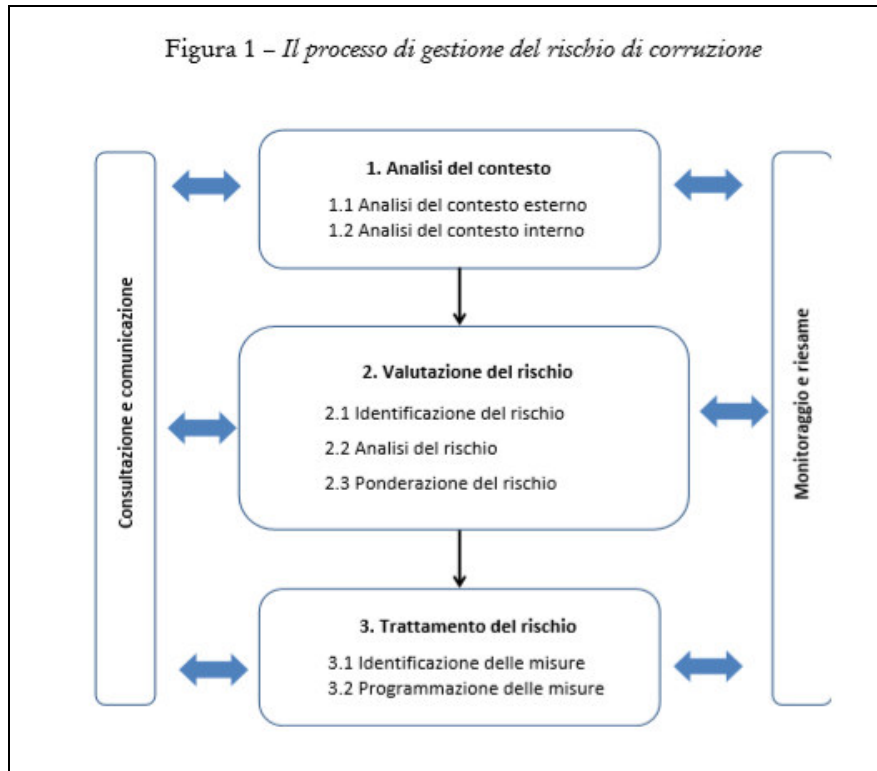 Figura 1 – Il processo di gestione del rischio di corruzione
Consultazione e comunicazione
1. Analisi del contesto
1.1 Analisi del contesto esterno
1.2 Analisi del contesto interno
2. Valutazione del rischio
2.1 Identificazione del rischio
2.2 Analisi del rischio
2.3 Ponderazione del rischio
3. Trattamento del rischio
3.1 Identificazione delle misure
3.2 Programmazione delle misure
Monitoraggio e riesame